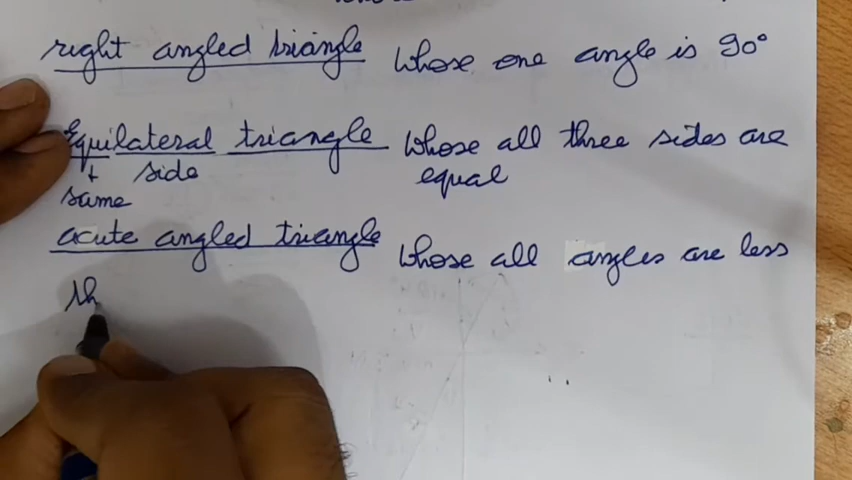 right angled triangle whose one angle is 90°
Equilateral triangle whose all three sides are
+ side equal
same
acute angled triangle whose all angles are less
th